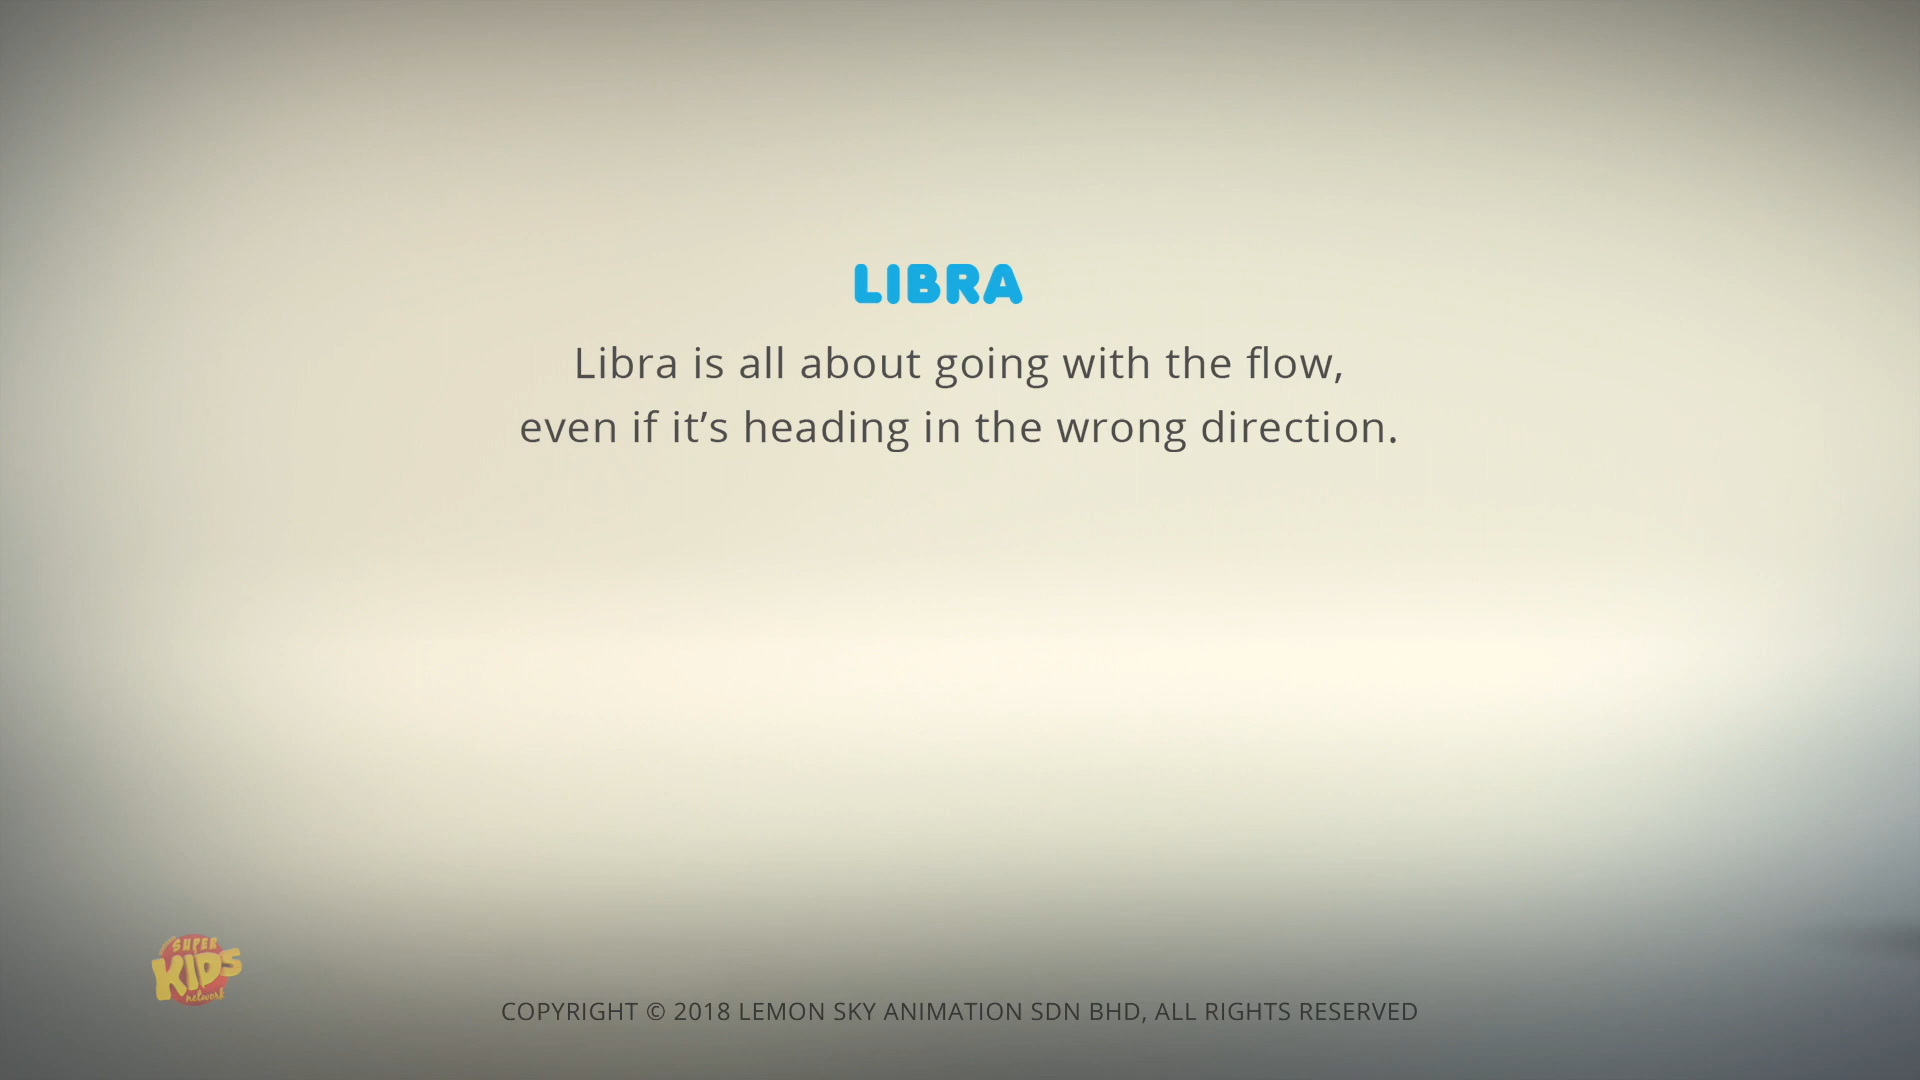 LIBRA
Libra is all about going with the flow,
even if it’s heading in the wrong direction.
SUPER
KIDS
network
COPYRIGHT © 2018 LEMON SKY ANIMATION SDN BHD, ALL RIGHTS RESERVED